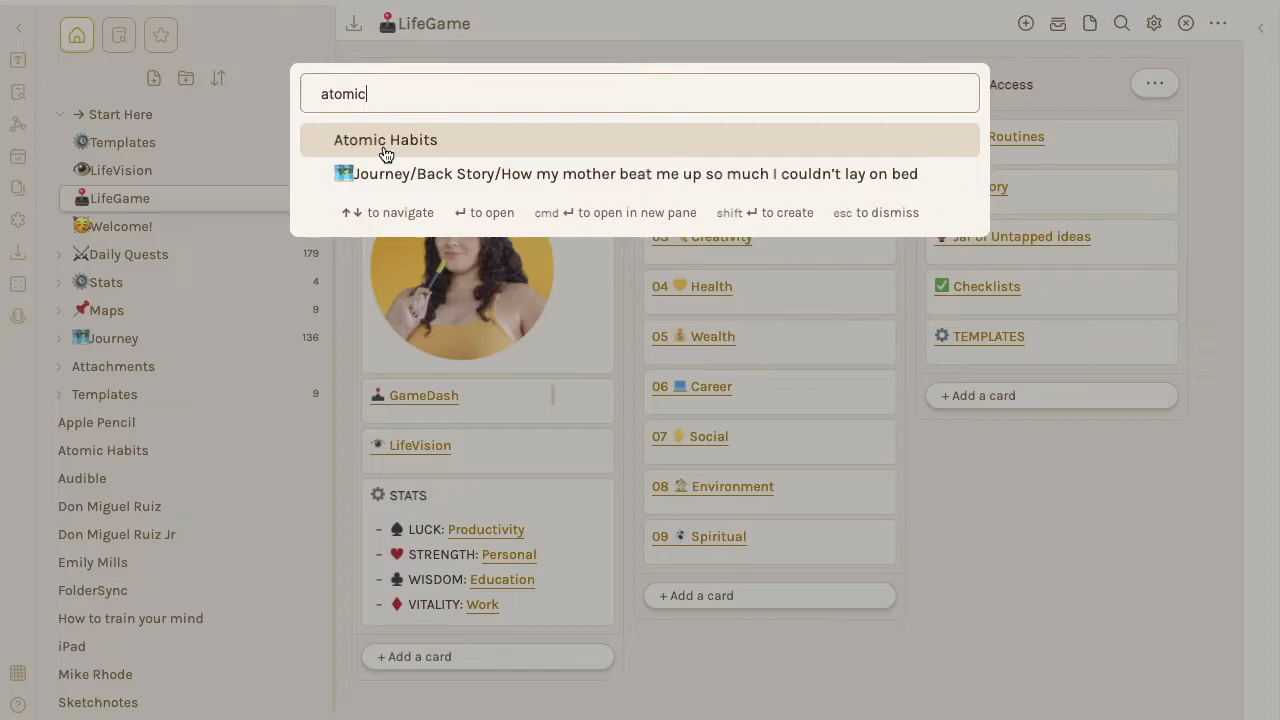 🕹️LifeGame
atomic
Atomic Habits
🗺️Journey/Back Story/How my mother beat me up so much I couldn't lay on bed
↑↓ to navigate ↵ to open cmd ↵ to open in new pane shift ↵ to create esc to dismiss
→ Start Here
⚙️Templates
👁️LifeVision
🕹️LifeGame
🥳Welcome!
⚔️Daily Quests 179
⚙️Stats 4
📌Maps 9
🗺️Journey 136
Attachments
Templates 9
Apple Pencil
Atomic Habits
Audible
Don Miguel Ruiz
Don Miguel Ruiz Jr
Emily Mills
FolderSync
How to train your mind
iPad
Mike Rhode
Sketchnotes
🕹️ GameDash
👁️ LifeVision
⚙️ STATS
- ♠️ LUCK: Productivity
- ♥️ STRENGTH: Personal
- ♣️ WISDOM: Education
- ♦️ VITALITY: Work
+ Add a card
Creativity
04 🧡 Health
05 💰 Wealth
06 💻 Career
07 Social
08 🏠 Environment
09 Spiritual
+ Add a card
Access
Routines
Jar of Untapped ideas
✅ Checklists
⚙️ TEMPLATES
+ Add a card